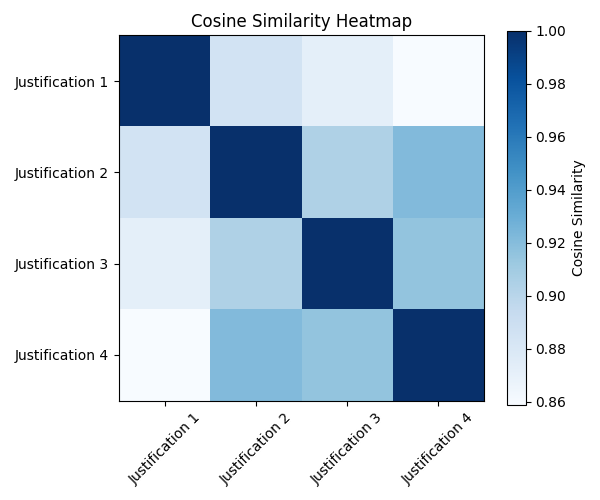 Cosine Similarity Heatmap
Justification 1
Justification 2
Justification 3
Justification 4
Justification 1
Justification 2
Justification 3
Justification 4
1.00
0.98
0.96
0.94
0.92
0.90
0.88
0.86
Cosine Similarity